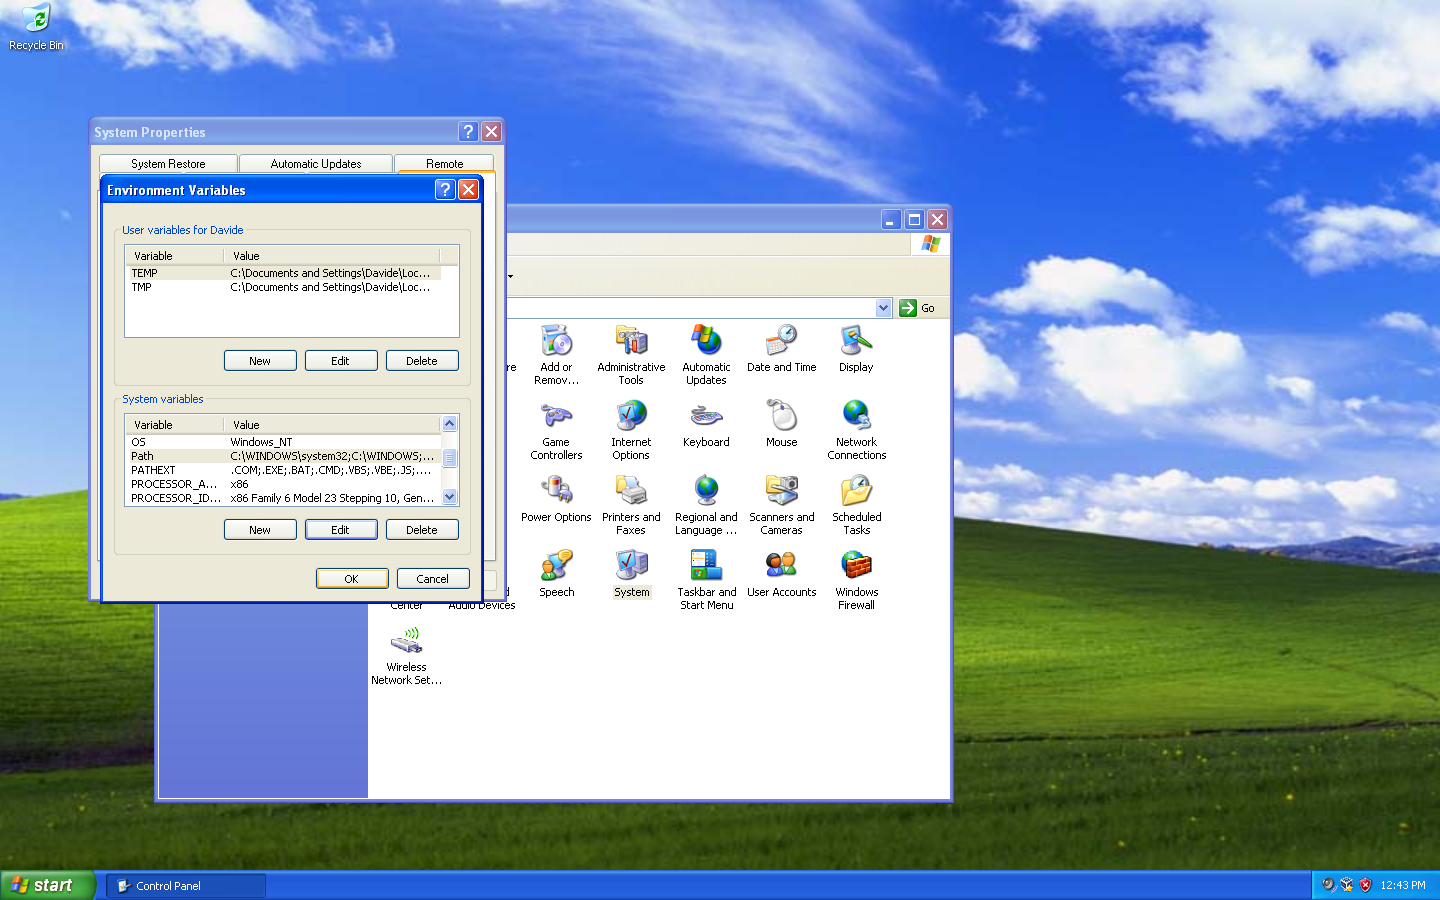 Recycle Bin
System Properties
System Restore
Automatic Updates
Remote
Environment Variables
User variables for Davide
Variable Value
TEMP C:\Documents and Settings\Davide\Loc...
TMP C:\Documents and Settings\Davide\Loc...
New Edit Delete
System variables
Variable Value
OS Windows_NT
Path C:\WINDOWS\system32;C:\WINDOWS;...
PATHEXT .COM;.EXE;.BAT;.CMD;.VBS;.VBE;.JS;....
PROCESSOR_A... x86
PROCESSOR_ID... x86 Family 6 Model 23 Stepping 10, Gen...
New Edit Delete
OK Cancel
Go
re
Add or
Remov...
Administrative
Tools
Automatic
Updates
Date and Time
Display
Game
Controllers
Internet
Options
Keyboard
Mouse
Network
Connections
Power Options
Printers and
Faxes
Regional and
Language ...
Scanners and
Cameras
Scheduled
Tasks
Speech
System
Taskbar and
Start Menu
User Accounts
Windows
Firewall
Center
Audio Devices
Wireless
Network Set...
start
Control Panel
12:43 PM